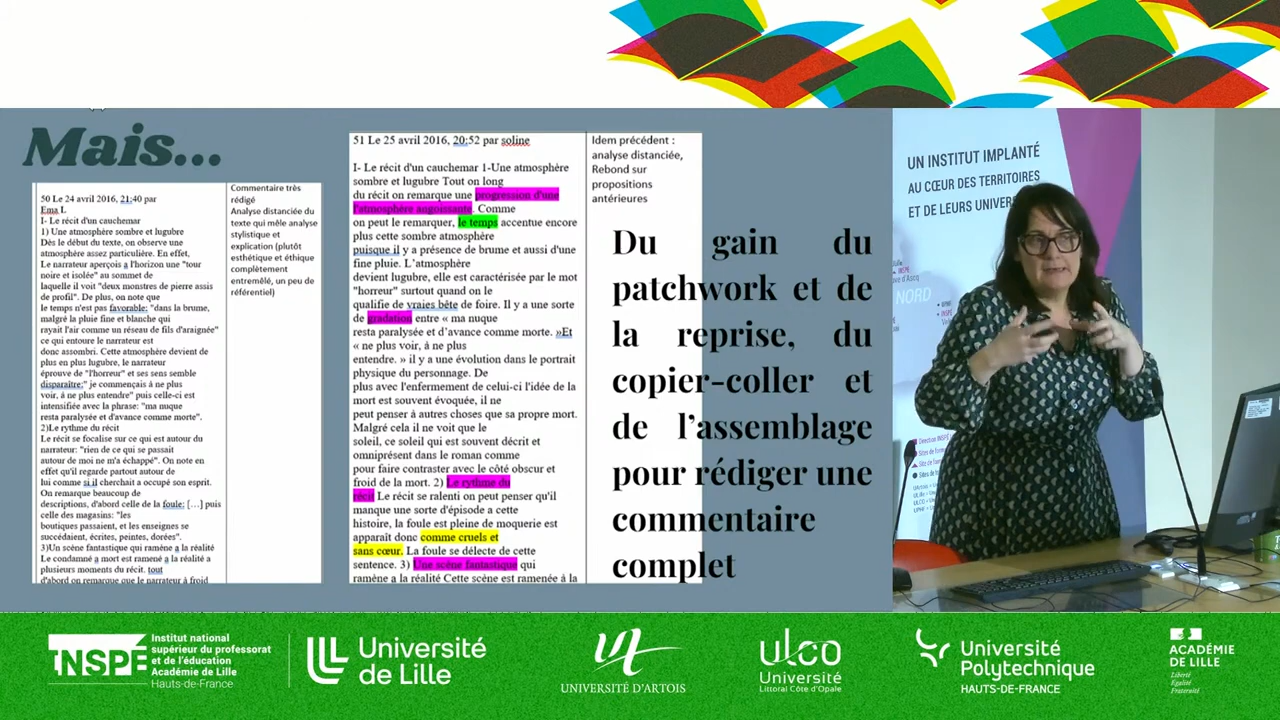 Mais...
50 Le 24 avril 2016, 21:40 par
Ema L
I- Le récit d'un cauchemar
1) Une atmosphère sombre et lugubre
Dès le début du texte, on observe une
atmosphère assez particulière. En effet,
Le narrateur aperçois a l'horizon une "tour
noire et isolée" au sommet de
laquelle il voit "deux monstres de pierre assis
de profil". De plus, on note que
le temps n'est pas favorable: "dans la brume,
malgré la pluie fine et blanche qui
rayait l'air comme un réseau de fils d'araignée"
ce qui entoure le narrateur est
donc assombri. Cette atmosphère devient de
plus en plus lugubre, le narrateur
éprouve de "l'horreur" et ses sens semble
disparaître:" je commençais à ne plus
voir, à ne plus entendre" puis celle-ci est
intensifiée avec la phrase: "ma nuque
resta paralysée et d'avance comme morte".
2)Le rythme du récit
Le récit se focalise sur ce qui est autour du
narrateur: "rien de ce qui se passait
autour de moi ne m'a échappé". On note en
effet qu'il regarde partout autour de
lui comme si il cherchait a occupé son esprit.
On remarque beaucoup de
descriptions, d'abord celle de la foule: [...] puis
celle des magasins: "les
boutiques passaient, et les enseignes se
succédaient, écrites, peintes, dorées".
3)Un scène fantastique qui ramène a la réalité
Le condamné a mort est ramené a la réalité a
plusieurs moments du récit. tout
d'abord on remarque que le narrateur à froid
Commentaire très
rédigé
Analyse distanciée du
texte qui mêle analyse
stylistique et
explication (plutôt
esthétique et éthique
complètement
entremêlé, un peu de
référentiel)
51 Le 25 avril 2016, 20:52 par soline
I- Le récit d'un cauchemar 1-Une atmosphère
sombre et lugubre Tout on long
du récit on remarque une progression d'une
l'atmosphère angoissante. Comme
on peut le remarquer, le temps accentue encore
plus cette sombre atmosphère
puisque il y a présence de brume et aussi d'une
fine pluie. L'atmosphère
devient lugubre, elle est caractérisée par le mot
"horreur" surtout quand on le
qualifie de vraies bête de foire. Il y a une sorte
de gradation entre « ma nuque
resta paralysée et d'avance comme morte. »Et
« ne plus voir, à ne plus
entendre. » il y a une évolution dans le portrait
physique du personnage. De
plus avec l'enfermement de celui-ci l'idée de la
mort est souvent évoquée, il ne
peut penser à autres choses que sa propre mort.
Malgré cela il ne voit que le
soleil, ce soleil qui est souvent décrit et
omniprésent dans le roman comme
pour faire contraster avec le côté obscur et
froid de la mort. 2) Le rythme du
récit Le récit se ralenti on peut penser qu'il
manque une sorte d'épisode a cette
histoire, la foule est pleine de moquerie est
apparaît donc comme cruels et
sans cœur. La foule se délecte de cette
sentence. 3) Une scène fantastique qui
ramène a la réalité Cette scène est ramenée à la
Idem précédent :
analyse distanciée,
Rebond sur
propositions
antérieures
Du gain du
patchwork et de
la reprise, du
copier-coller et
de l'assemblage
pour rédiger une
commentaire
complet
UN INSTITUT IMPLANTÉ
AU CŒUR DES TERRITOIRES
ET DE LEURS
NORD
INSPÉ
Institut national
supérieur du professorat
et de l'éducation
Académie de Lille
Hauts-de-France
Université
de Lille
UNIVERSITÉ D'ARTOIS
ulco
Université
Littoral Côte d'Opale
Université
Polytechnique
HAUTS-DE-FRANCE
ACADÉMIE
DE LILLE
Liberté
Égalité
Fraternité